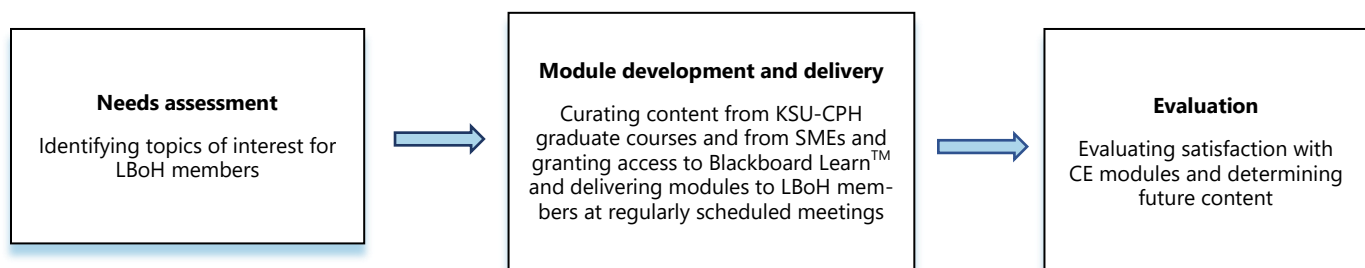 Needs assessment
Identifying topics of interest for
LBoH members
Module development and delivery
Curating content from KSU-CPH
graduate courses and from SMEs and
granting access to Blackboard Learn™
and delivering modules to LBoH mem-
bers at regularly scheduled meetings
Evaluation
Evaluating satisfaction with
CE modules and determining
future content